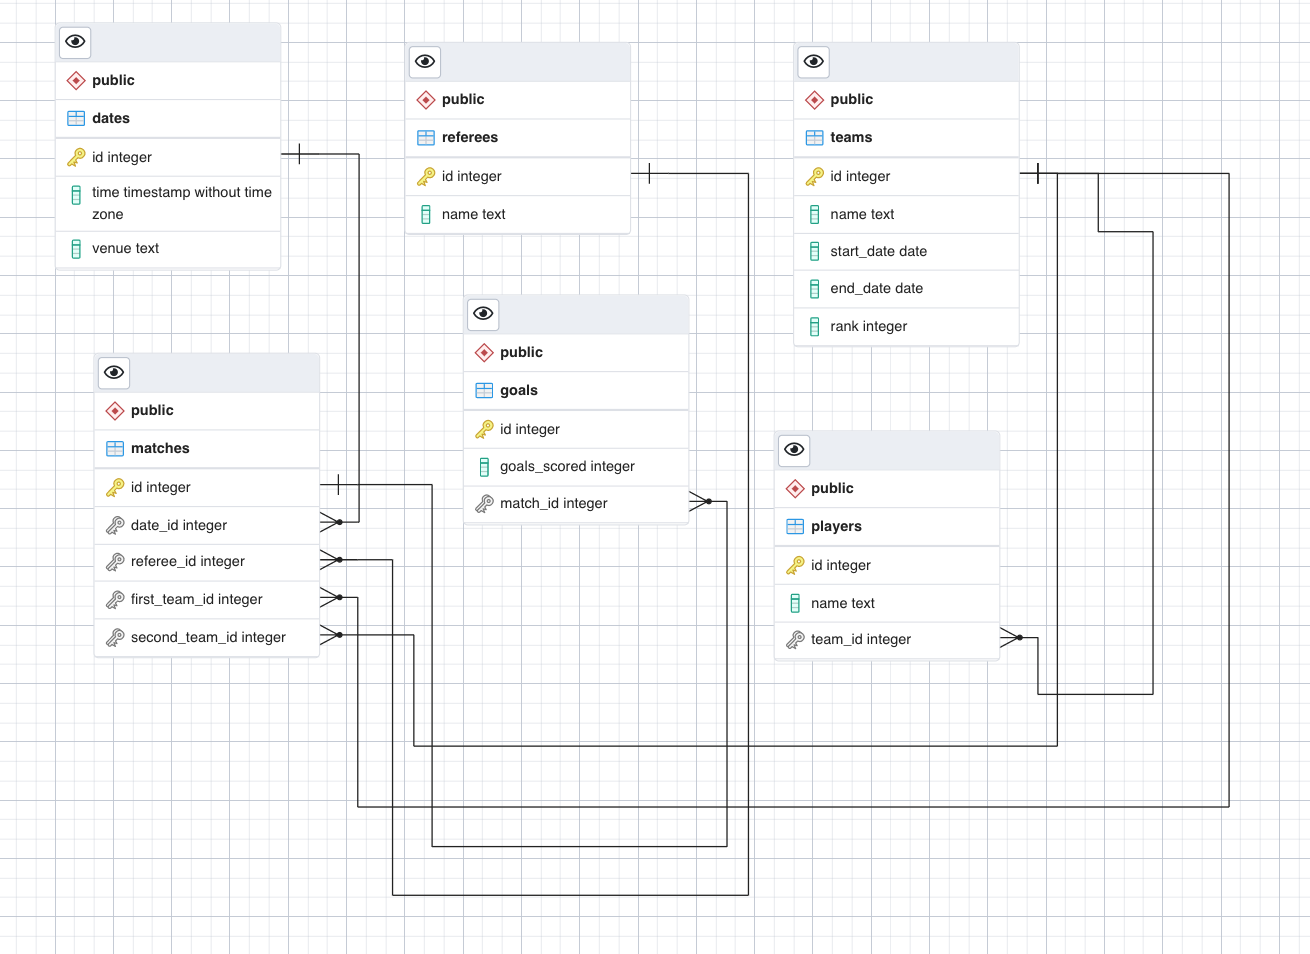 public
dates
id integer
time timestamp without time
zone
venue text
public
referees
id integer
name text
public
teams
id integer
name text
start_date date
end_date date
rank integer
public
matches
id integer
date_id integer
referee_id integer
first_team_id integer
second_team_id integer
public
goals
id integer
goals_scored integer
match_id integer
public
players
id integer
name text
team_id integer